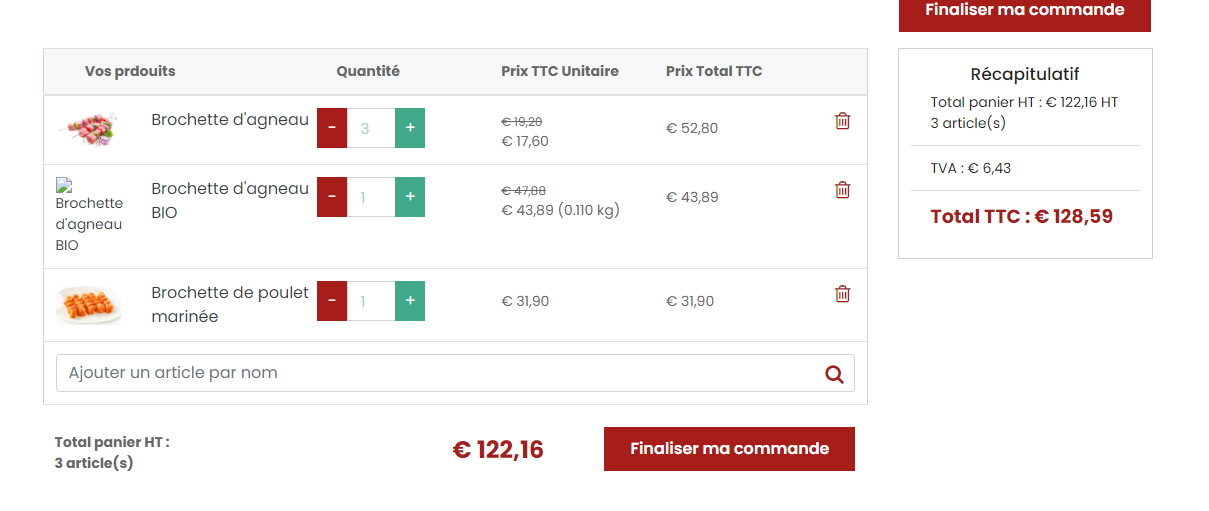 Finaliser ma commande
Vos prdouits Quantité Prix TTC Unitaire Prix Total TTC
Brochette d'agneau - 3 + € 19,20 € 52,80
€ 17,60
Brochette d'agneau
BIO
Brochette d'agneau BIO
- 1 + € 47,88 € 43,89
€ 43,89 (0.110 kg)
Brochette de poulet
marinée
- 1 + € 31,90 € 31,90
Ajouter un article par nom
Total panier HT :
3 article(s)
€ 122,16
Finaliser ma commande
Récapitulatif
Total panier HT : € 122,16 HT
3 article(s)
TVA : € 6,43
Total TTC : € 128,59